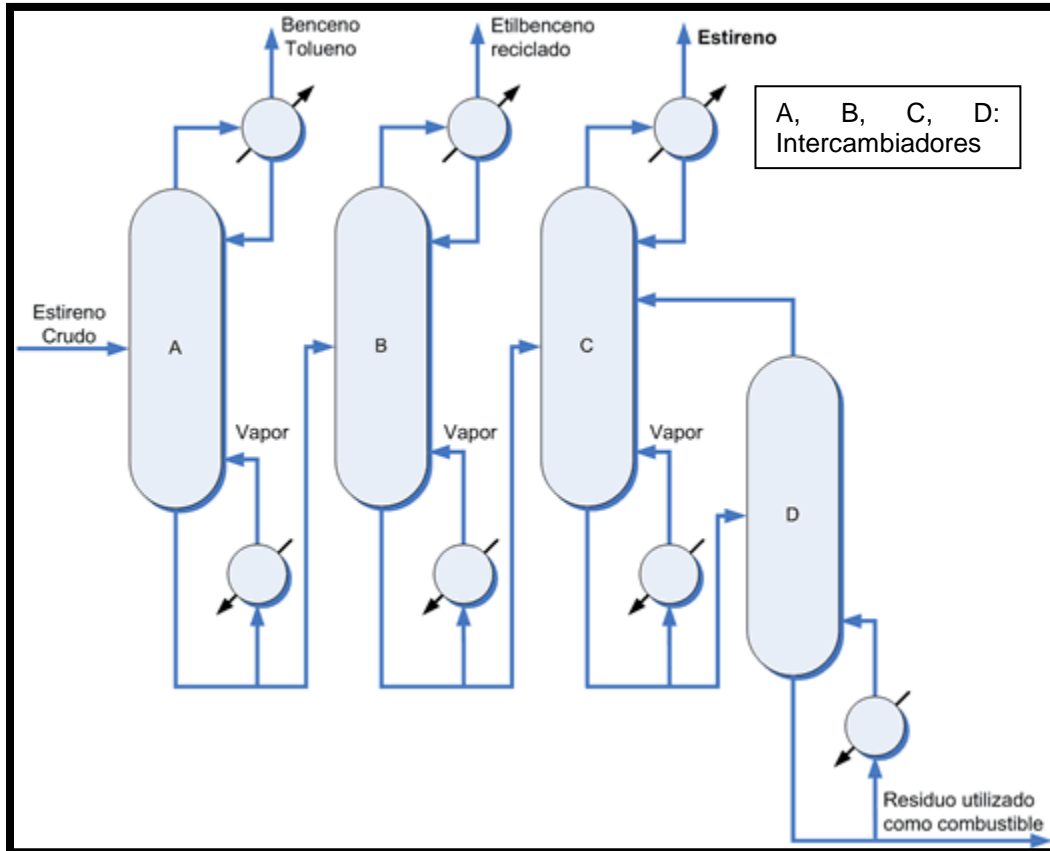 Benceno
Tolueno
Etilbenceno
reciclado
Estireno
A, B, C, D:
Intercambiadores
Estireno
Crudo
A
B
C
Vapor
Vapor
Vapor
D
Residuo utilizado
como combustible